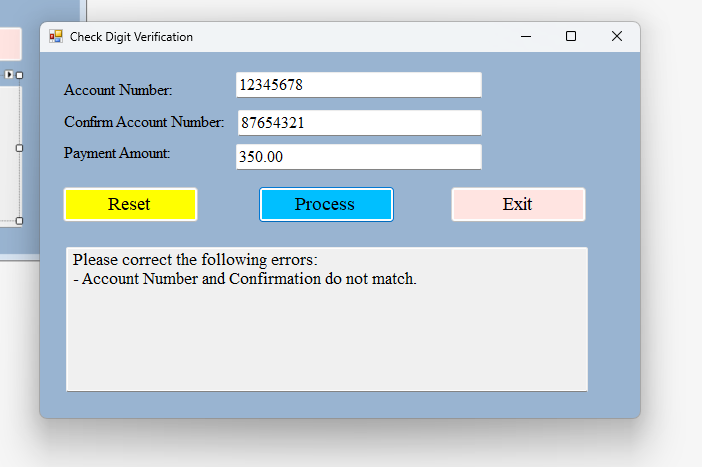 Check Digit Verification
Account Number: 12345678
Confirm Account Number: 87654321
Payment Amount: 350.00
Reset Process Exit
Please correct the following errors:
- Account Number and Confirmation do not match.